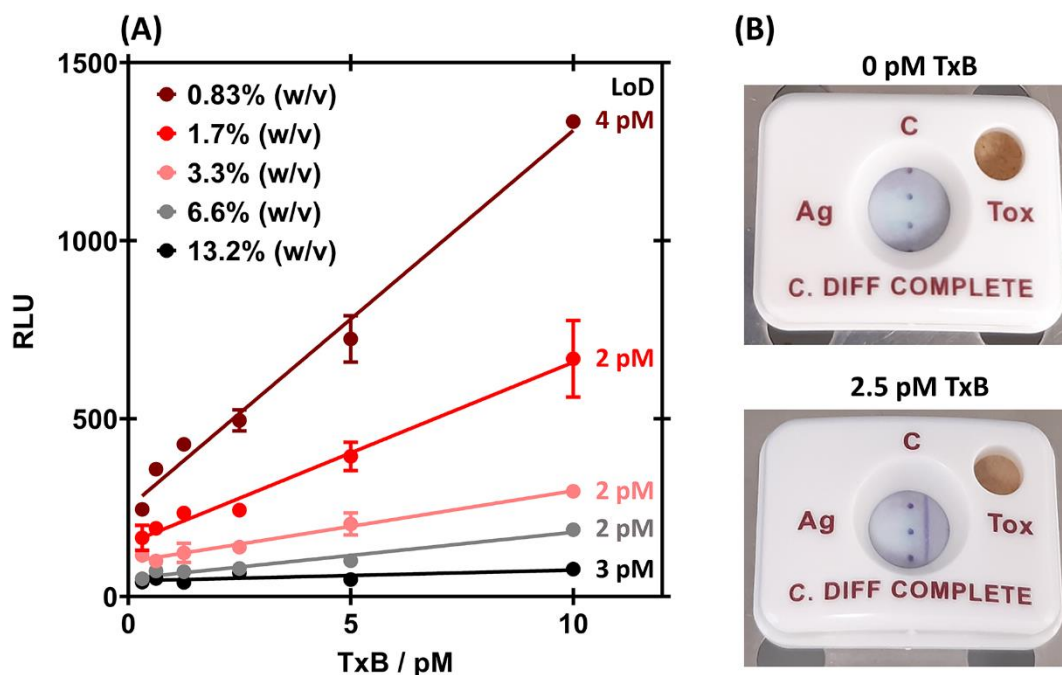 (A)
1500
1000
500
0
RLU
0.83% (w/v)
1.7% (w/v)
3.3% (w/v)
6.6% (w/v)
13.2% (w/v)
LoD
4 pM
2 pM
2 pM
2 pM
3 pM
0
5
10
TxB / pM
(B)
0 pM TxB
C
Ag
Tox
C. DIFF COMPLETE
2.5 pM TxB
C
Ag
Tox
C. DIFF COMPLETE